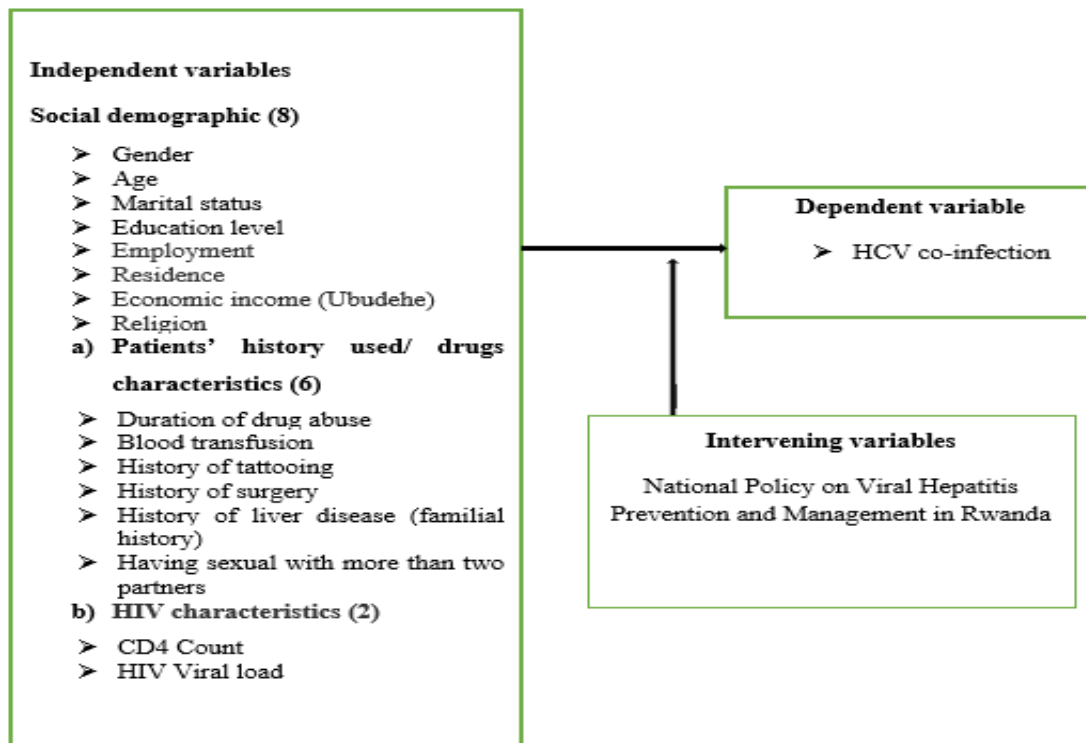 Independent variables
Social demographic (8)
➤ Gender
➤ Age
➤ Marital status
➤ Education level
➤ Employment
➤ Residence
➤ Economic income (Ubudehe)
➤ Religion
a) Patients' history used/ drugs
characteristics (6)
➤ Duration of drug abuse
➤ Blood transfusion
➤ History of tattooing
➤ History of surgery
➤ History of liver disease (familial
history)
➤ Having sexual with more than two
partners
b) HIV characteristics (2)
➤ CD4 Count
➤ HIV Viral load
Dependent variable
➤ HCV co-infection
Intervening variables
National Policy on Viral Hepatitis
Prevention and Management in Rwanda